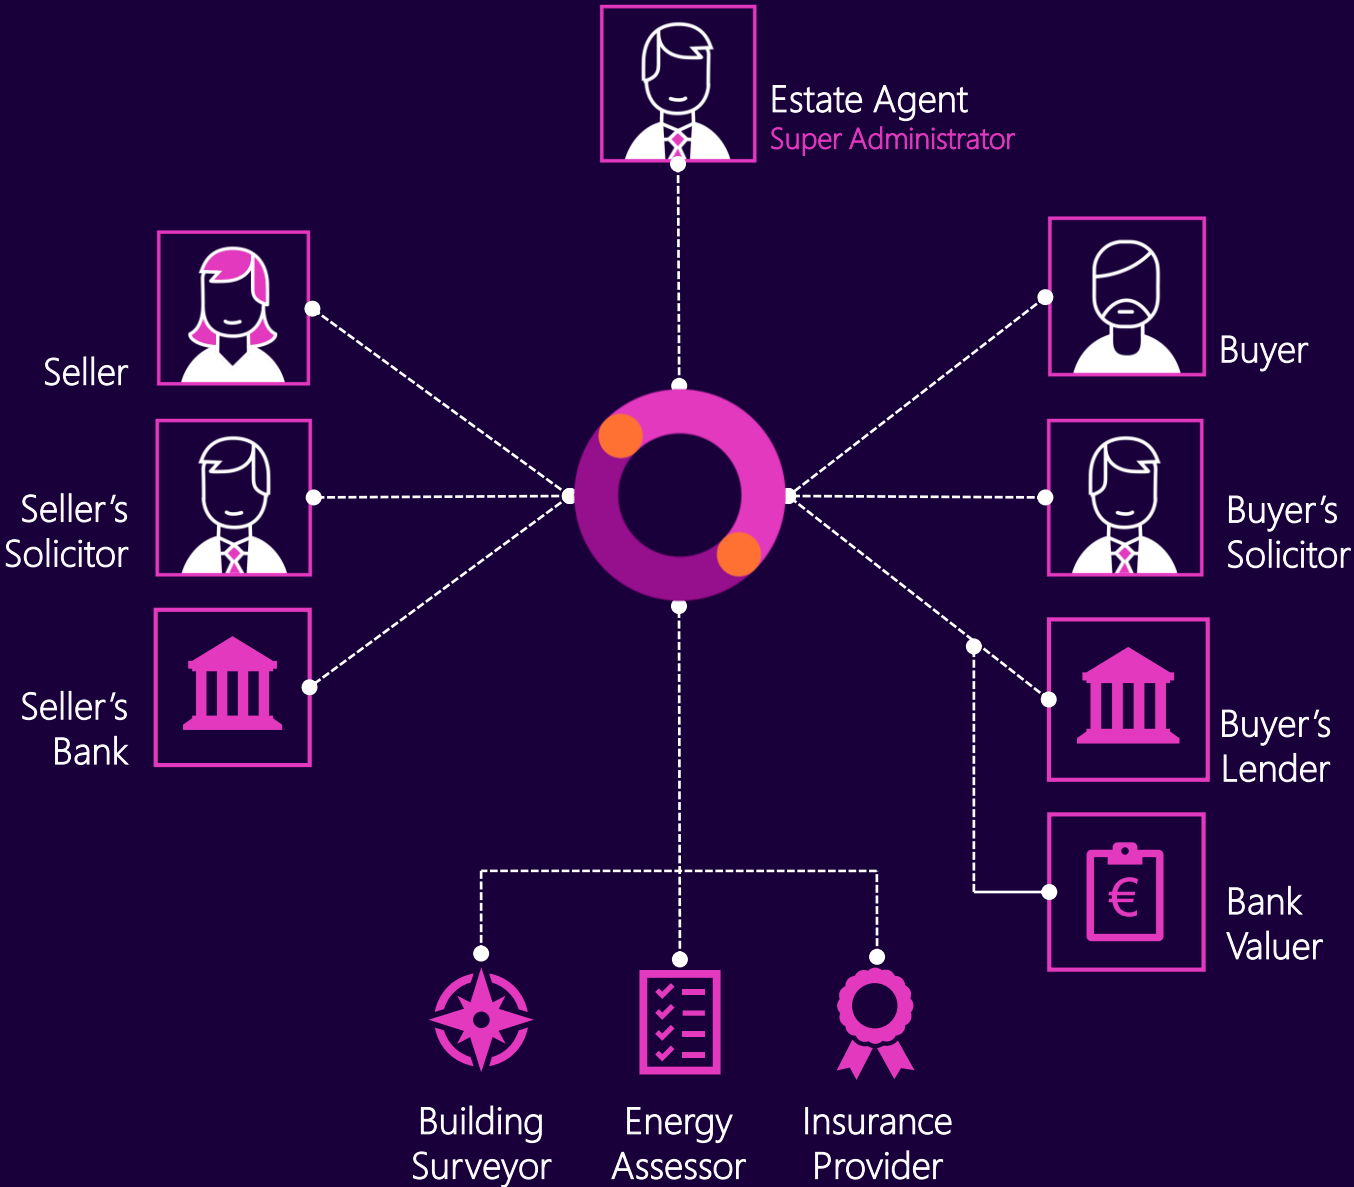 Estate Agent
Super Administrator
Seller
Buyer
Seller's
Solicitor
Buyer's
Solicitor
Seller's
Bank
Buyer's
Lender
€
Bank
Valuer
Building
Surveyor
Energy
Assessor
Insurance
Provider